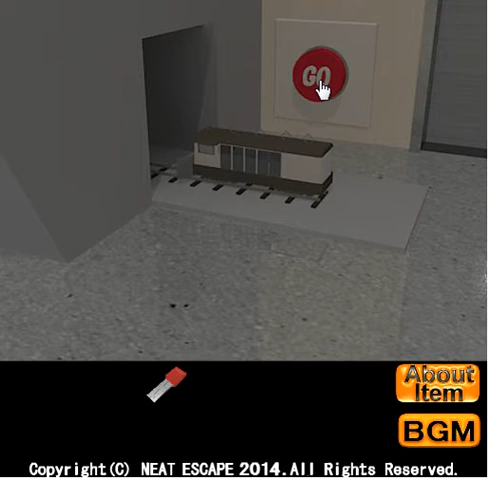 GO
About
Item
BGM
Copyright(C) NEAT ESCAPE 2014.All Rights Reserved.